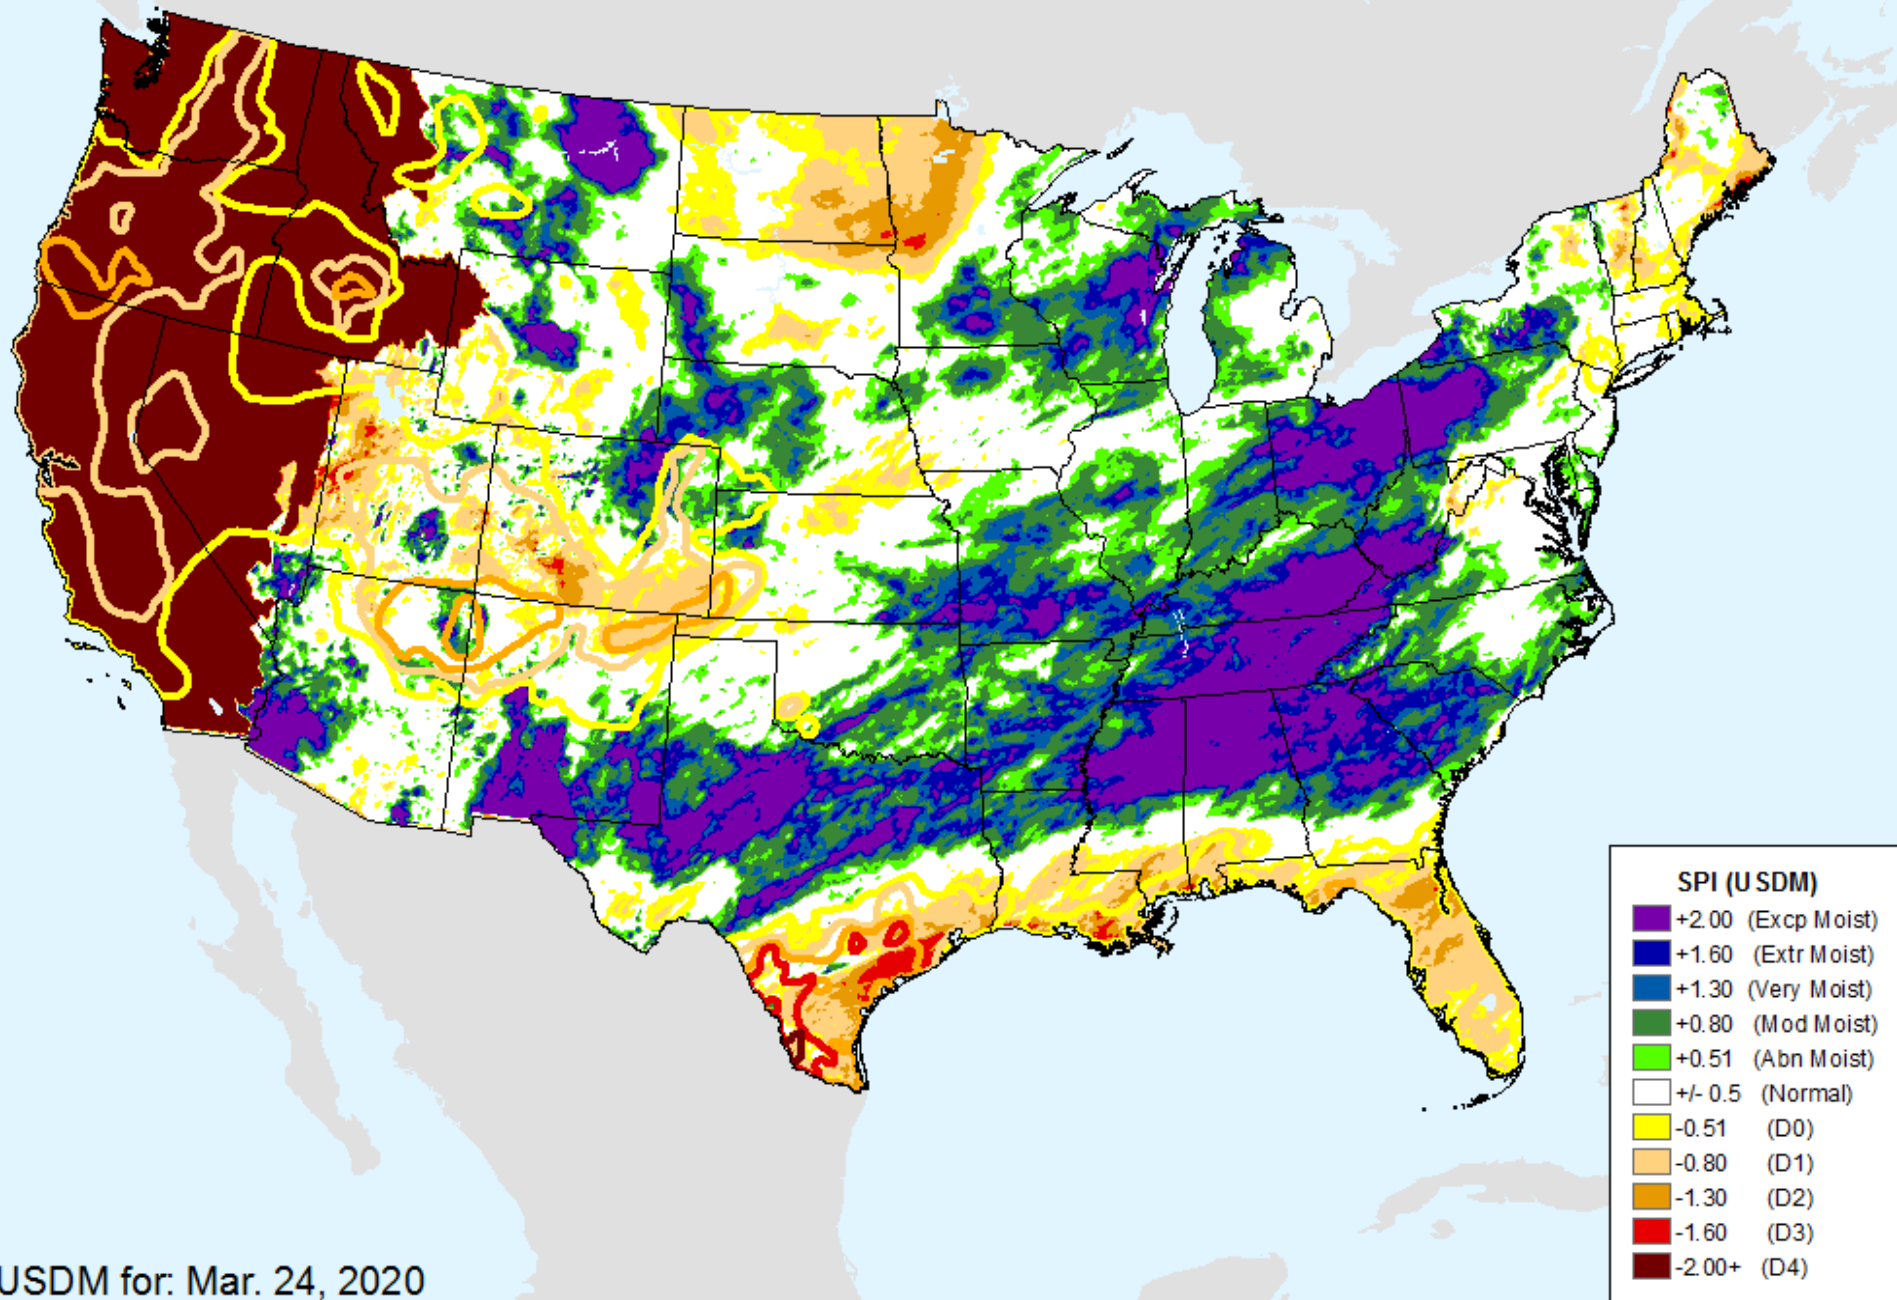 SPI (USDM)
+2.00 (Excp Moist)
+1.60 (Extr Moist)
+1.30 (Very Moist)
+0.80 (Mod Moist)
+0.51 (Abn Moist)
+/- 0.5 (Normal)
-0.51 (D0)
-0.80 (D1)
-1.30 (D2)
-1.60 (D3)
-2.00+ (D4)
USDM for: Mar. 24, 2020